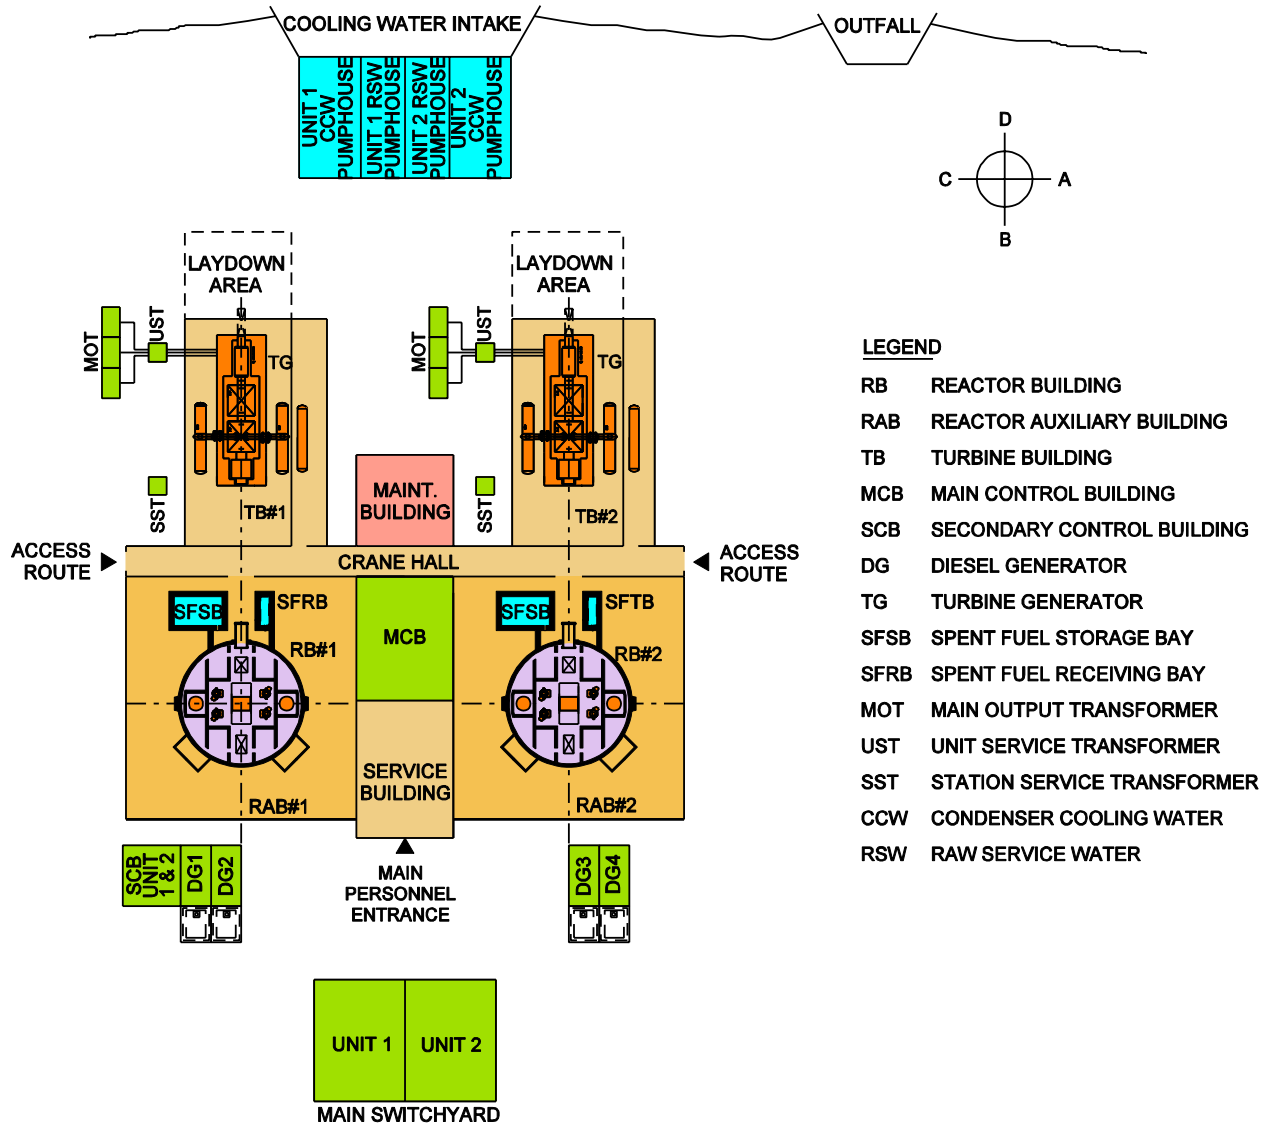 COOLING WATER INTAKE
OUTFALL
UNIT 1
CCW
PUMPHOUSE
UNIT 1 RSW
PUMPHOUSE
UNIT 2 RSW
PUMPHOUSE
UNIT 2
CCW
PUMPHOUSE
D
C
A
B
LAYDOWN
AREA
LAYDOWN
AREA
MOT
UST
TG
MOT
UST
TG
SST
TB#1
MAINT.
BUILDING
SST
TB#2
ACCESS
ROUTE
CRANE HALL
ACCESS
ROUTE
SFSB
SFRB
RB#1
MCB
SFSB
SFTB
RB#2
SERVICE
BUILDING
RAB#1
RAB#2
SCB
UNIT
1 & 2
DG1
DG2
MAIN
PERSONNEL
ENTRANCE
DG3
DG4
UNIT 1
UNIT 2
MAIN SWITCHYARD
LEGEND
RB REACTOR BUILDING
RAB REACTOR AUXILIARY BUILDING
TB TURBINE BUILDING
MCB MAIN CONTROL BUILDING
SCB SECONDARY CONTROL BUILDING
DG DIESEL GENERATOR
TG TURBINE GENERATOR
SFSB SPENT FUEL STORAGE BAY
SFRB SPENT FUEL RECEIVING BAY
MOT MAIN OUTPUT TRANSFORMER
UST UNIT SERVICE TRANSFORMER
SST STATION SERVICE TRANSFORMER
CCW CONDENSER COOLING WATER
RSW RAW SERVICE WATER